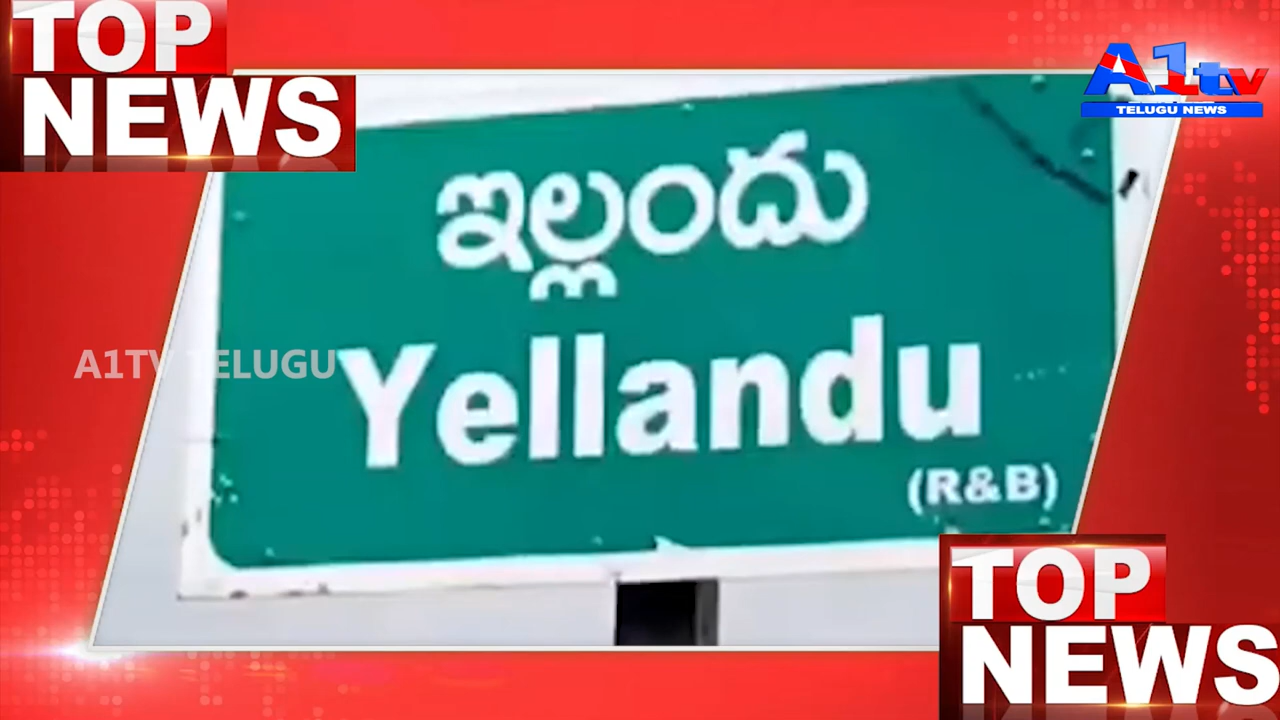 TOP
NEWS
A1tv
TELUGU NEWS
ఇల్లందు
A1TV TELUGU
Yellandu
(R&B)
TOP
NEWS